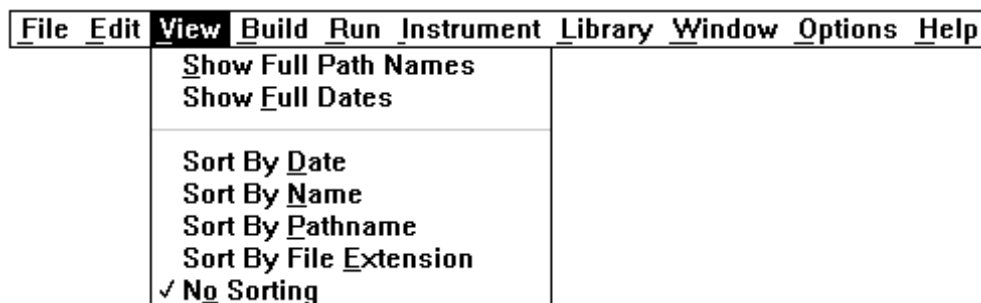 File Edit View Build Run Instrument Library Window Options Help
Show Full Path Names
Show Full Dates
Sort By Date
Sort By Name
Sort By Pathname
Sort By File Extension
✓ No Sorting